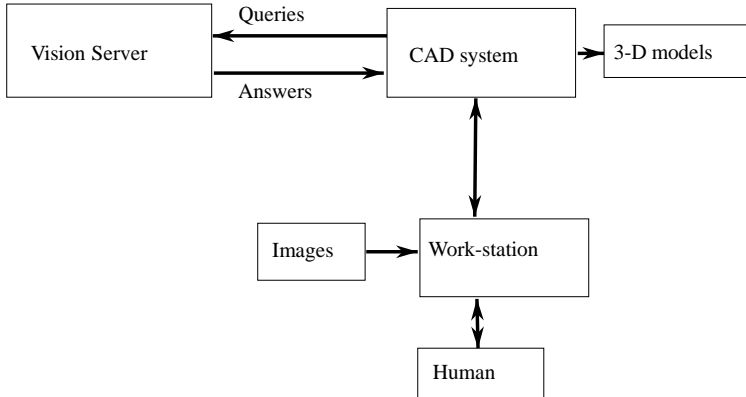 Queries
Vision Server
CAD system
3-D models
Answers
Images
Work-station
Human